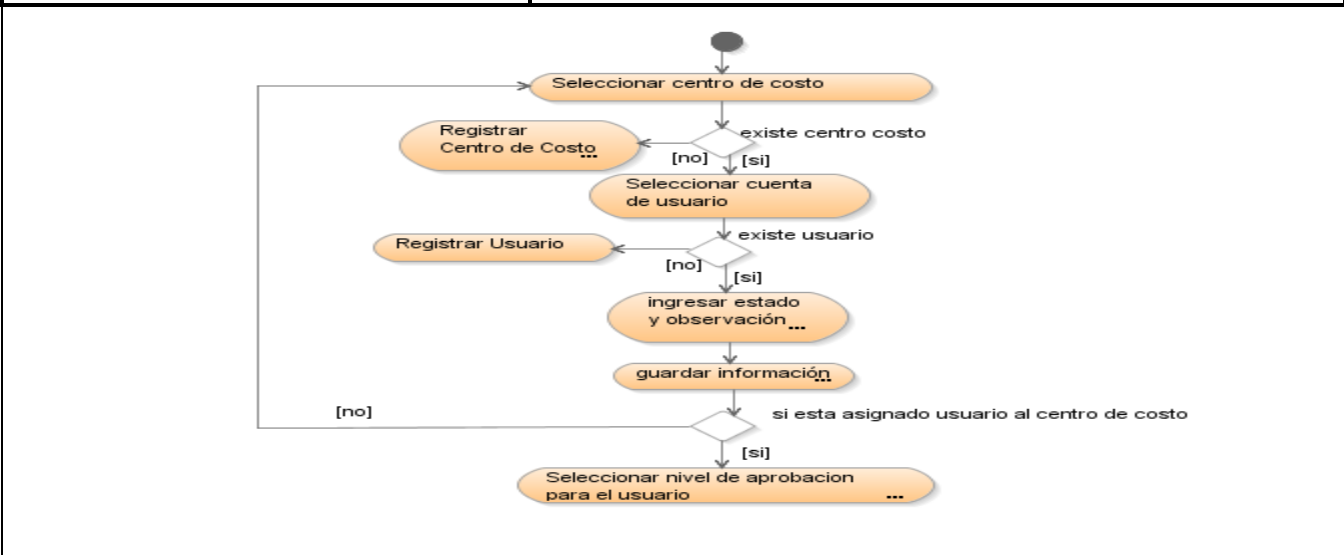 Seleccionar centro de costo
existe centro costo
Registrar
Centro de Costo
...
[no]
[si]
Seleccionar cuenta
de usuario
existe usuario
Registrar Usuario
[no]
[si]
ingresar estado
y observación
...
guardar información
...
[no]
si esta asignado usuario al centro de costo
[si]
Seleccionar nivel de aprobacion
para el usuario
...